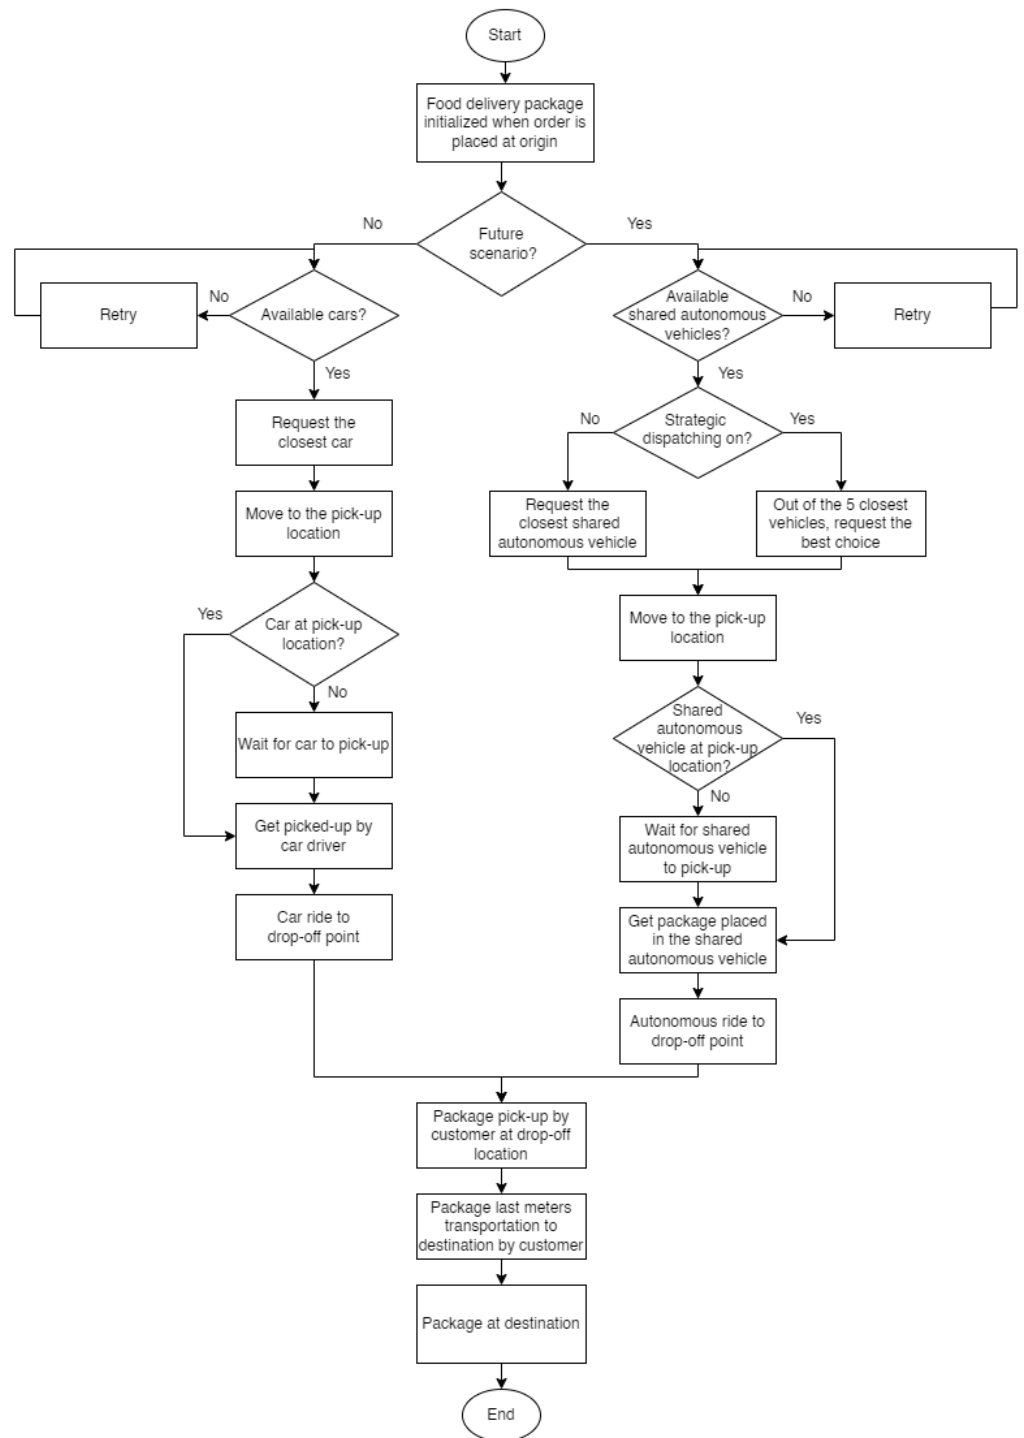 Start
Food delivery package
initialized when order is
placed at origin
No
Yes
Future
scenario?
Retry
No
Available cars?
Available
shared autonomous
vehicles?
No
Retry
Yes
Yes
Request the
closest car
No
Strategic
dispatching on?
Yes
Move to the pick-up
location
Request the
closest shared
autonomous vehicle
Out of the 5 closest
vehicles, request the
best choice
Yes
Car at pick-up
location?
Move to the pick-up
location
No
Wait for car to pick-up
Shared
autonomous
vehicle at pick-up
location?
Yes
No
Get picked-up by
car driver
Wait for shared
autonomous vehicle
to pick-up
Car ride to
drop-off point
Get package placed
in the shared
autonomous vehicle
Autonomous ride to
drop-off point
Package pick-up by
customer at drop-off
location
Package last meters
transportation to
destination by customer
Package at destination
End